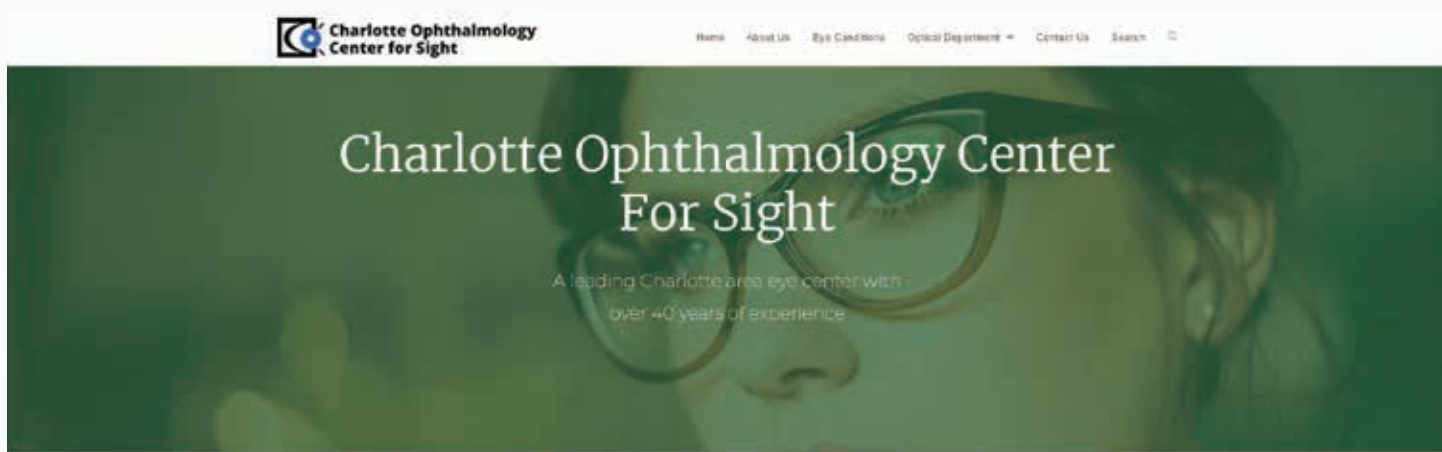 Charlotte Ophthalmology
Center for Sight
Home About Us Eye Conditions Optical Department Contact Us Search
Charlotte Ophthalmology Center
For Sight
A leading Charlotte area eye center with
over 40 years of experience